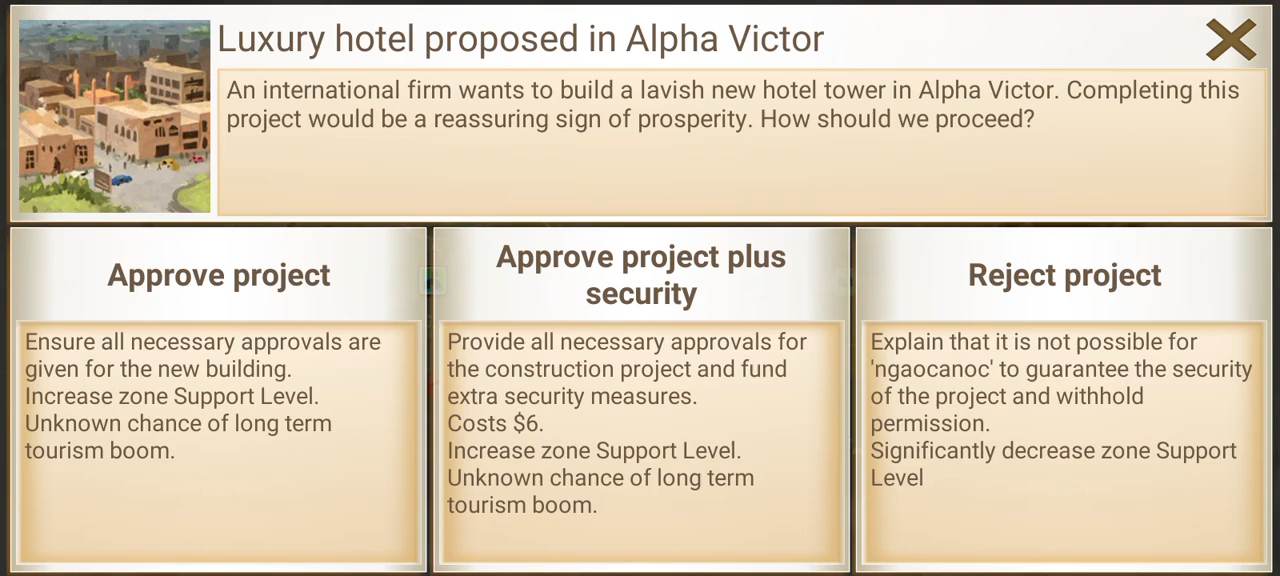 Luxury hotel proposed in Alpha Victor
An international firm wants to build a lavish new hotel tower in Alpha Victor. Completing this
project would be a reassuring sign of prosperity. How should we proceed?
Approve project
Ensure all necessary approvals are
given for the new building.
Increase zone Support Level.
Unknown chance of long term
tourism boom.
Approve project plus
security
Provide all necessary approvals for
the construction project and fund
extra security measures.
Costs $6.
Increase zone Support Level.
Unknown chance of long term
tourism boom.
Reject project
Explain that it is not possible for
'ngaocanoc' to guarantee the security
of the project and withhold
permission.
Significantly decrease zone Support
Level